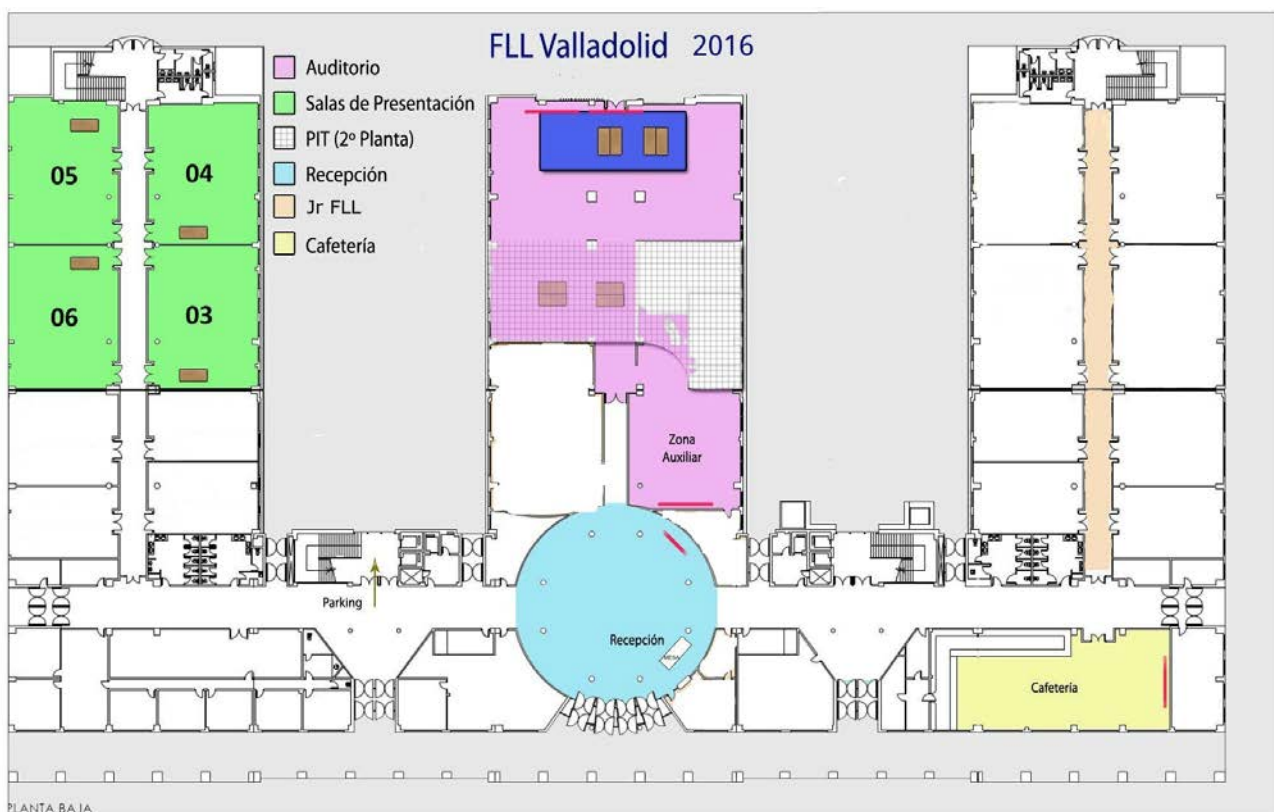 FLL Valladolid 2016
Auditorio
Salas de Presentación
PIT (2º Planta)
Recepción
Jr FLL
Cafetería
05
04
06
03
Zona
Auxiliar
Parking
Recepción
MESA
Cafetería
PLANTA BAJA